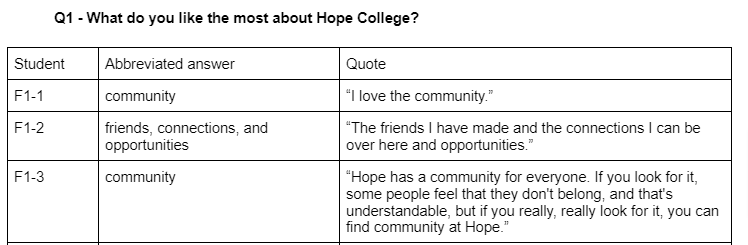 Q1 - What do you like the most about Hope College?
Student Abbreviated answer Quote
F1-1 community “I love the community.”
F1-2 friends, connections, and opportunities “The friends I have made and the connections I can be
over here and opportunities.”
F1-3 community “Hope has a community for everyone. If you look for it,
some people feel that they don't belong, and that's
understandable, but if you really, really look for it, you can
find community at Hope.”